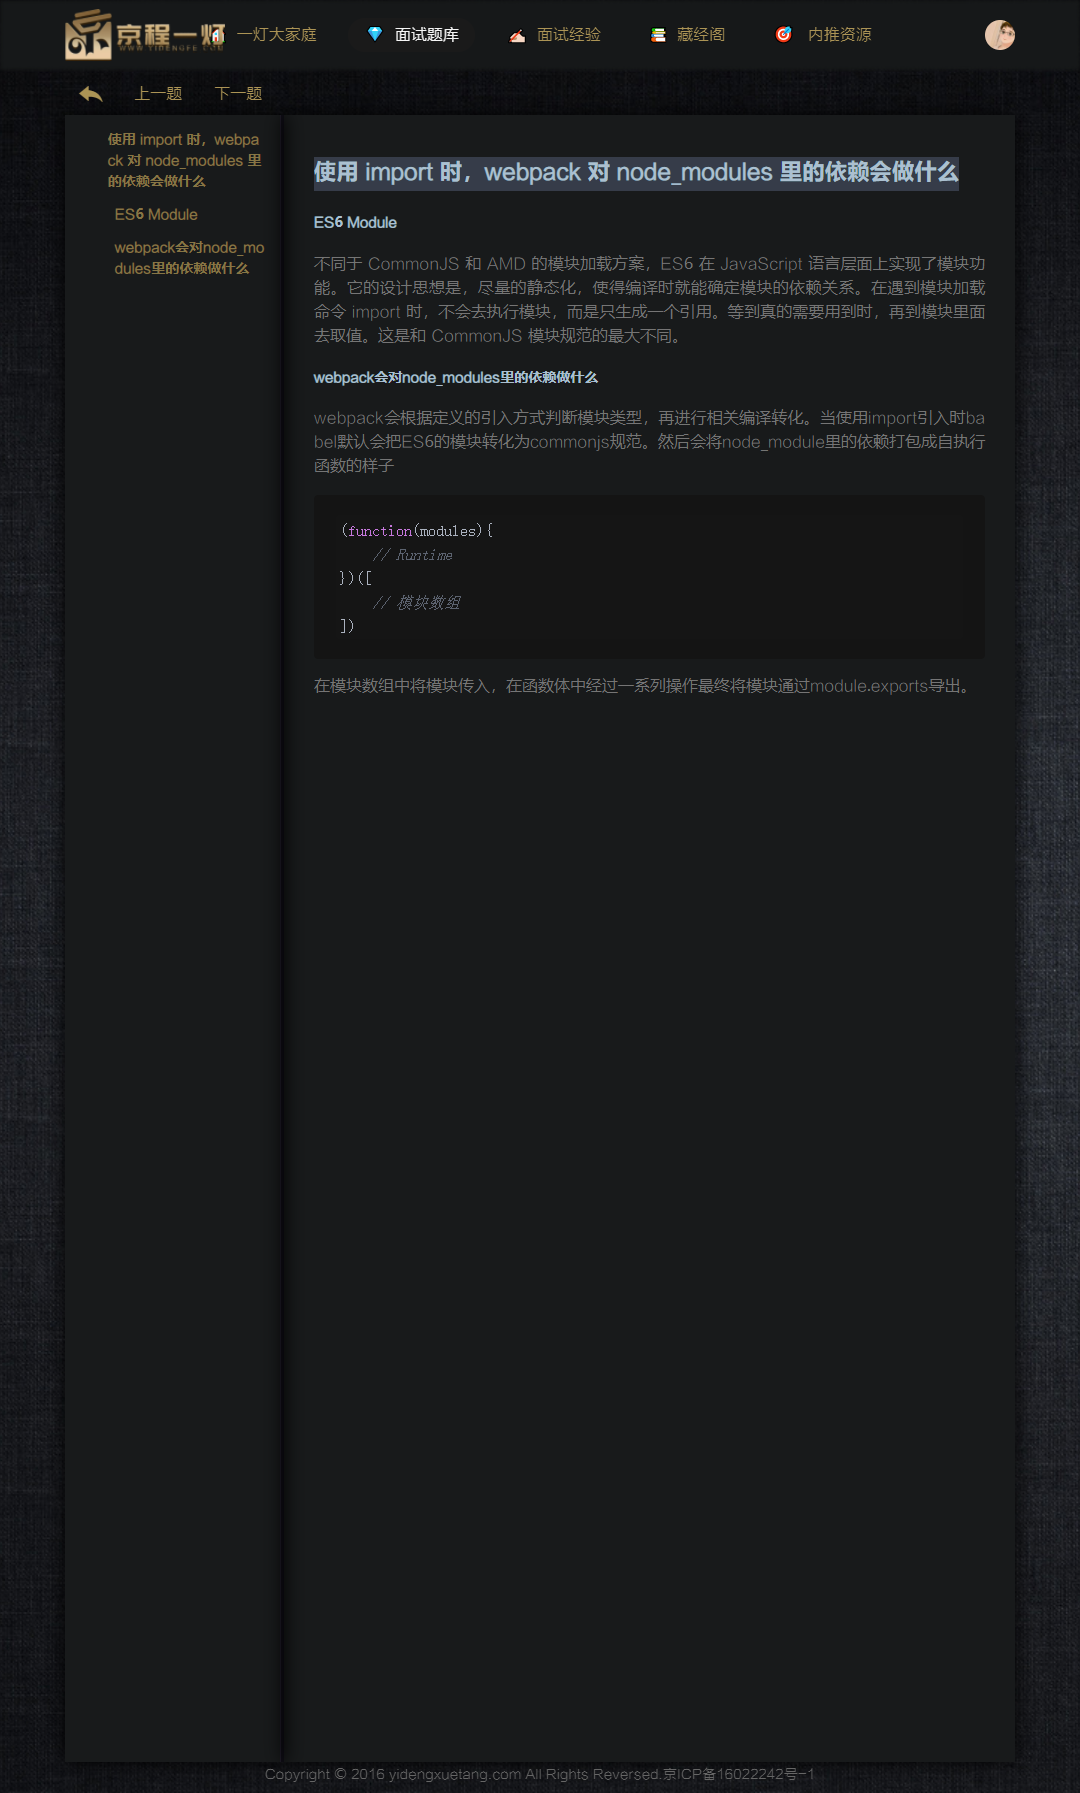 京程一灯
WWW.YIDENGFE.COM
一灯大家庭
面试题库
面试经验
藏经阁
内推资源
上一题
下一题
使用 import 时，webpa
ck 对 node_modules 里
的依赖会做什么
ES6 Module
webpack会对node_mo
dules里的依赖做什么
使用 import 时，webpack 对 node_modules 里的依赖会做什么
ES6 Module
不同于 CommonJS 和 AMD 的模块加载方案，ES6 在 JavaScript 语言层面上实现了模块功
能。它的设计思想是，尽量的静态化，使得编译时就能确定模块的依赖关系。在遇到模块加载
命令 import 时，不会去执行模块，而是只生成一个引用。等到真的需要用到时，再到模块里面
去取值。这是和 CommonJS 模块规范的最大不同。
webpack会对node_modules里的依赖做什么
webpack会根据定义的引入方式判断模块类型，再进行相关编译转化。当使用import引入时ba
bel默认会把ES6的模块转化为commonjs规范。然后会将node_module里的依赖打包成自执行
函数的样子
(function(modules){
// Runtime
})([
// 模块数组
])
在模块数组中将模块传入，在函数体中经过一系列操作最终将模块通过module.exports导出。
Copyright © 2016 yidengxuetang.com All Rights Reversed.京ICP备16022242号-1